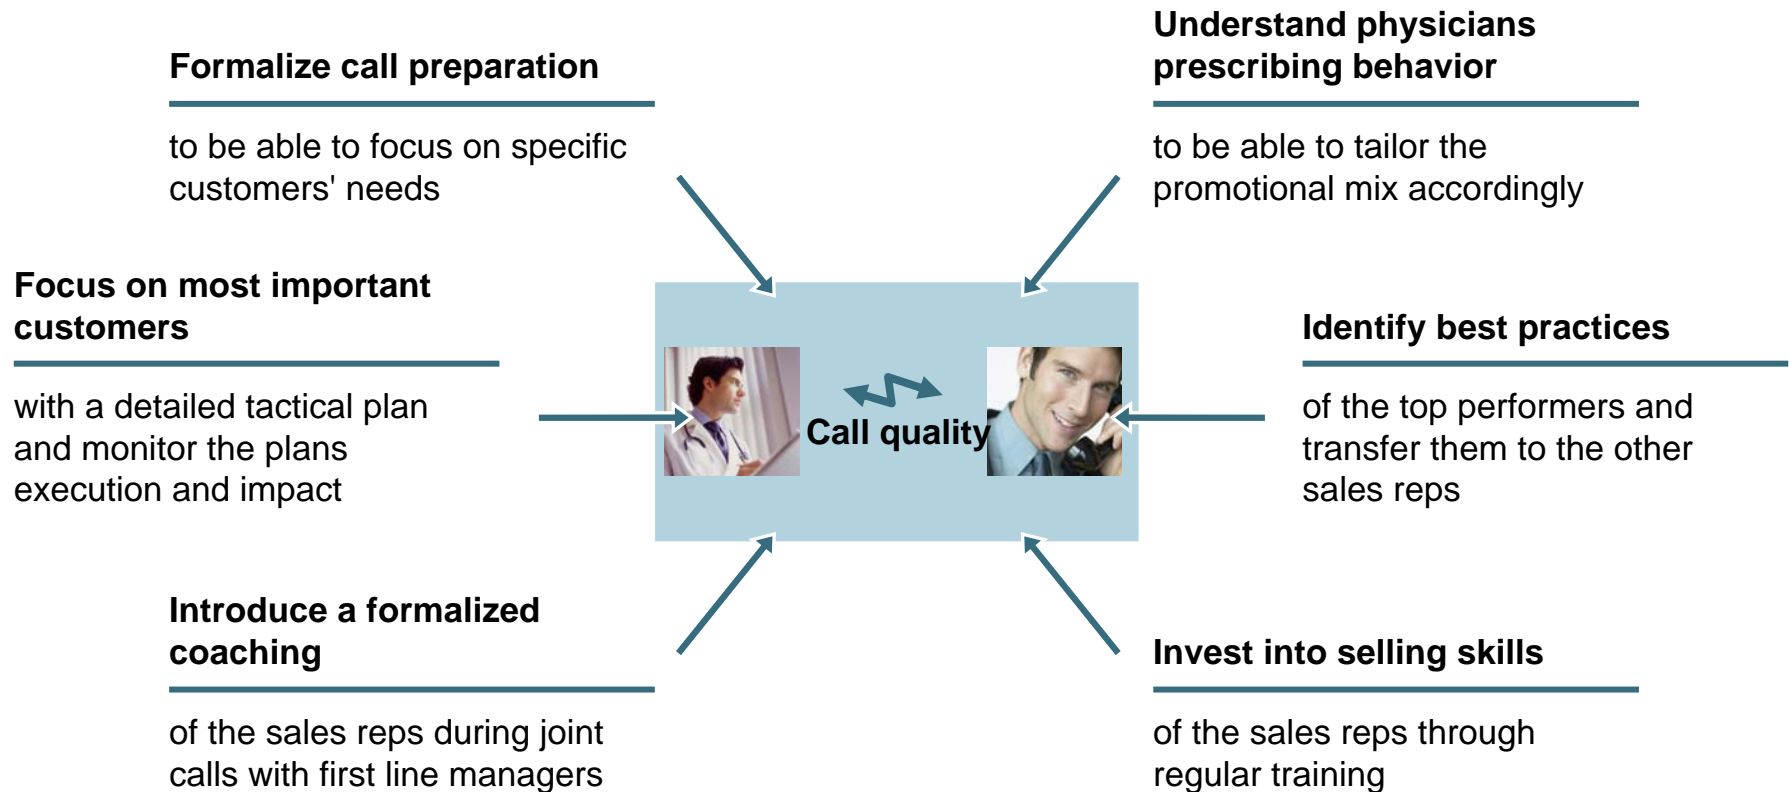 Formalize call preparation
to be able to focus on specific
customers' needs
Understand physicians
prescribing behavior
to be able to tailor the
promotional mix accordingly
Focus on most important
customers
with a detailed tactical plan
and monitor the plans
execution and impact
Call quality
Identify best practices
of the top performers and
transfer them to the other
sales reps
Introduce a formalized
coaching
of the sales reps during joint
calls with first line managers
Invest into selling skills
of the sales reps through
regular training